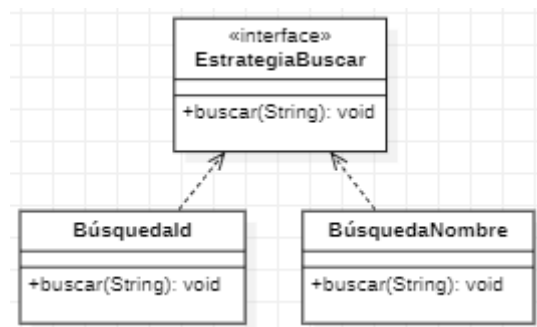 «interface»
EstrategiaBuscar
+buscar(String): void
BúsquedaId
+buscar(String): void
BúsquedaNombre
+buscar(String): void